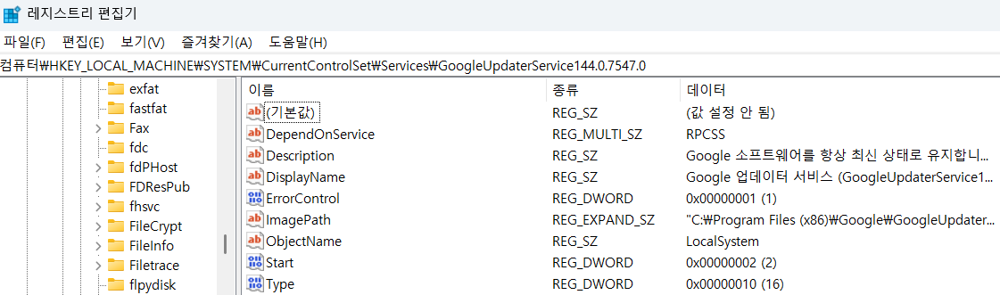 레지스트리 편집기
파일(F) 편집(E) 보기(V) 즐겨찾기(A) 도움말(H)
컴퓨터\HKEY_LOCAL_MACHINE\SYSTEM\CurrentControlSet\Services\GoogleUpdaterService144.0.7547.0
exfat
fastfat
Fax
fdc
fdPHost
FDResPub
fhsvc
FileCrypt
FileInfo
Filetrace
flpydisk
이름 종류 데이터
(기본값) REG_SZ (값 설정 안 됨)
DependOnService REG_MULTI_SZ RPCSS
Description REG_SZ Google 소프트웨어를 항상 최신 상태로 유지합니...
DisplayName REG_SZ Google 업데이터 서비스 (GoogleUpdaterService1...
ErrorControl REG_DWORD 0x00000001 (1)
ImagePath REG_EXPAND_SZ "C:\Program Files (x86)\Google\GoogleUpdater...
ObjectName REG_SZ LocalSystem
Start REG_DWORD 0x00000002 (2)
Type REG_DWORD 0x00000010 (16)